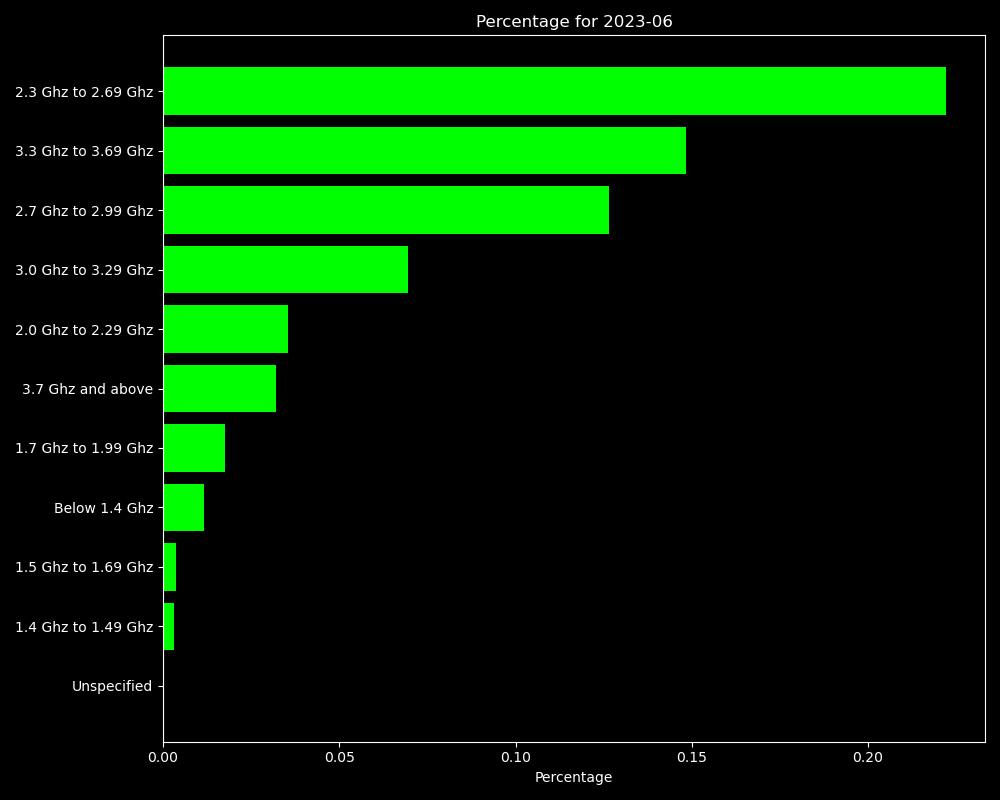 Percentage for 2023-06
2.3 Ghz to 2.69 Ghz
3.3 Ghz to 3.69 Ghz
2.7 Ghz to 2.99 Ghz
3.0 Ghz to 3.29 Ghz
2.0 Ghz to 2.29 Ghz
3.7 Ghz and above
1.7 Ghz to 1.99 Ghz
Below 1.4 Ghz
1.5 Ghz to 1.69 Ghz
1.4 Ghz to 1.49 Ghz
Unspecified
0.00 0.05 0.10 0.15 0.20
Percentage